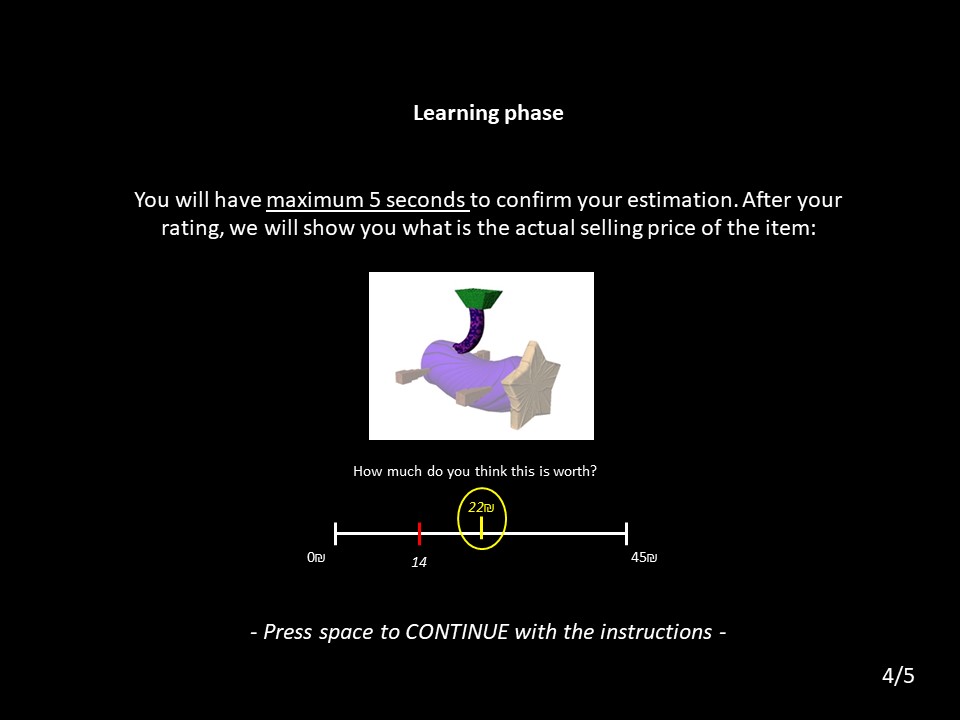 Learning phase
You will have maximum 5 seconds to confirm your estimation. After your
rating, we will show you what is the actual selling price of the item:
How much do you think this is worth?
22₪
0₪
14
45₪
- Press space to CONTINUE with the instructions -
4/5